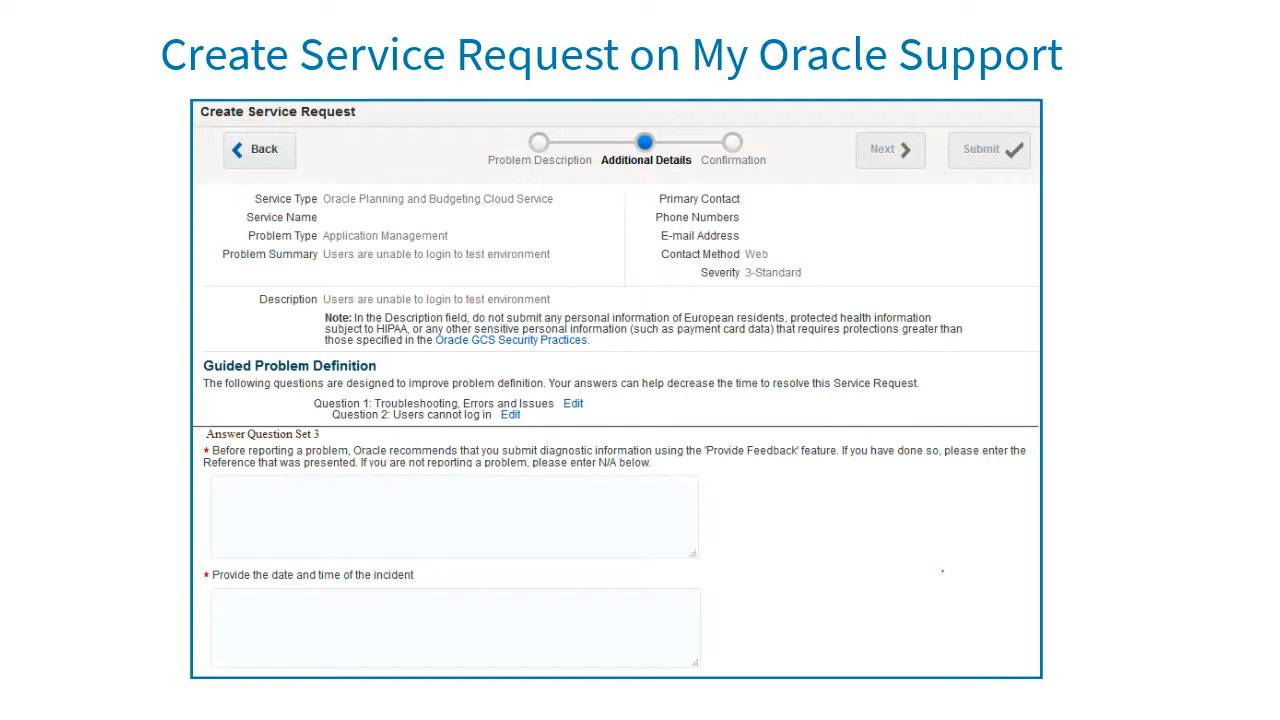 Create Service Request on My Oracle Support
Create Service Request
Back
Next
Submit
Problem Description
Additional Details
Confirmation
Service Type Oracle Planning and Budgeting Cloud Service
Service Name
Problem Type Application Management
Problem Summary Users are unable to login to test environment
Primary Contact
Phone Numbers
E-mail Address
Contact Method Web
Severity 3-Standard
Description Users are unable to login to test environment
Note: In the Description field, do not submit any personal information of European residents, protected health information
subject to HIPAA, or any other sensitive personal information (such as payment card data) that requires protections greater than
those specified in the Oracle GCS Security Practices.
Guided Problem Definition
The following questions are designed to improve problem definition. Your answers can help decrease the time to resolve this Service Request.
Question 1: Troubleshooting, Errors and Issues Edit
Question 2: Users cannot log in Edit
Answer Question Set 3
* Before reporting a problem, Oracle recommends that you submit diagnostic information using the 'Provide Feedback' feature. If you have done so, please enter the
Reference that was presented. If you are not reporting a problem, please enter N/A below.
* Provide the date and time of the incident